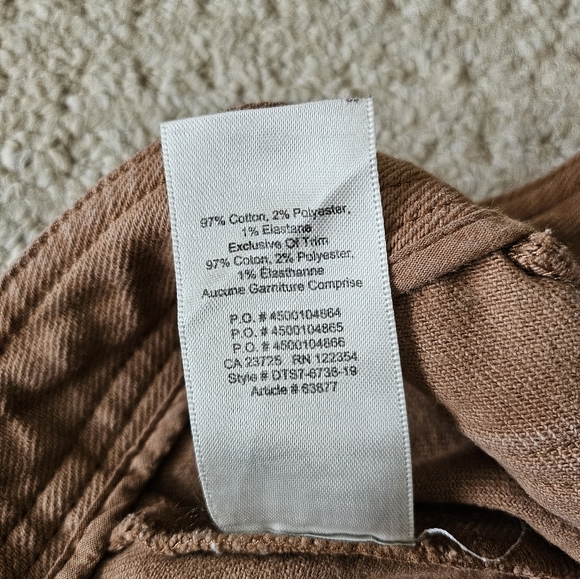 97% Cotton, 2% Polyester,
1% Elastane
Exclusive Of Trim
97% Coton, 2% Polyester,
1% Élasthanne
Aucune Garniture Comprise
P.O. # 4500104864
P.O. # 4500104865
P.O. # 4500104866
CA 23725 RN 122354
Style # DTS7-6738-19
Article # 63877